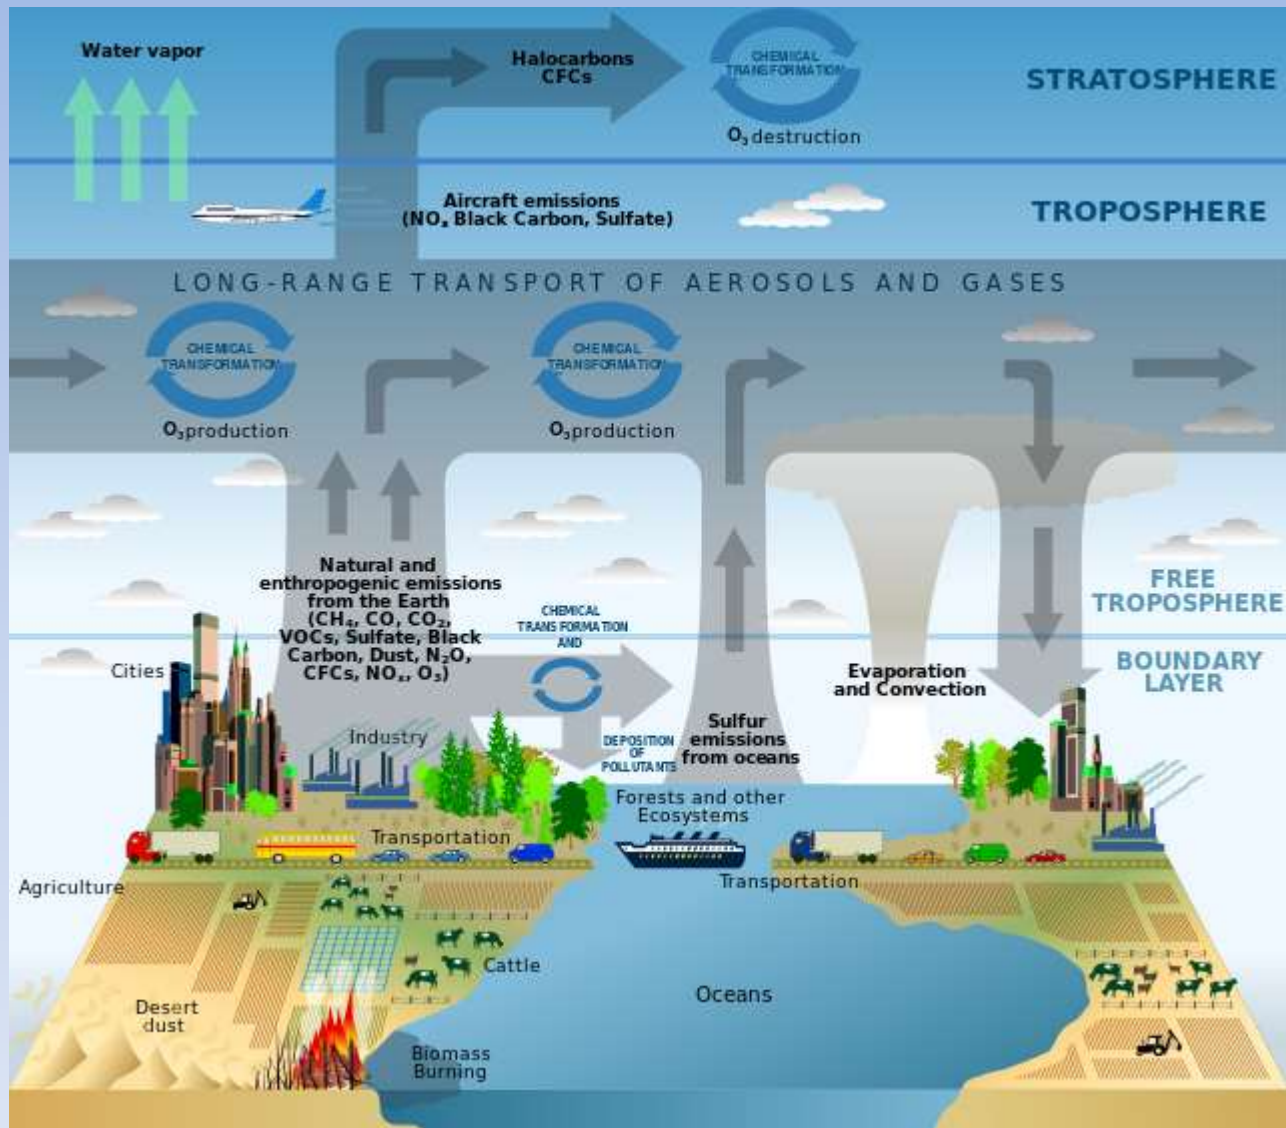 Water vapor
Halocarbons
CFCs
CHEMICAL
TRANSFORMATION
O₃ destruction
STRATOSPHERE
Aircraft emissions
(NOₓ Black Carbon, Sulfate)
TROPOSPHERE
LONG-RANGE TRANSPORT OF AEROSOLS AND GASES
CHEMICAL
TRANSFORMATION
O₃production
CHEMICAL
TRANSFORMATION
O₃production
Natural and
enthropogenic emissions
from the Earth
(CH₄, CO, CO₂,
VOCs, Sulfate, Black
Carbon, Dust, N₂O,
CFCs, NOₓ, O₃)
CHEMICAL
TRANSFORMATION
AND
DEPOSITION
OF
POLLUTANTS
FREE
TROPOSPHERE
BOUNDARY
LAYER
Cities
Industry
Sulfur
emissions
from oceans
Evaporation
and Convection
Forests and other
Ecosystems
Transportation
Transportation
Agriculture
Cattle
Oceans
Desert
dust
Biomass
Burning